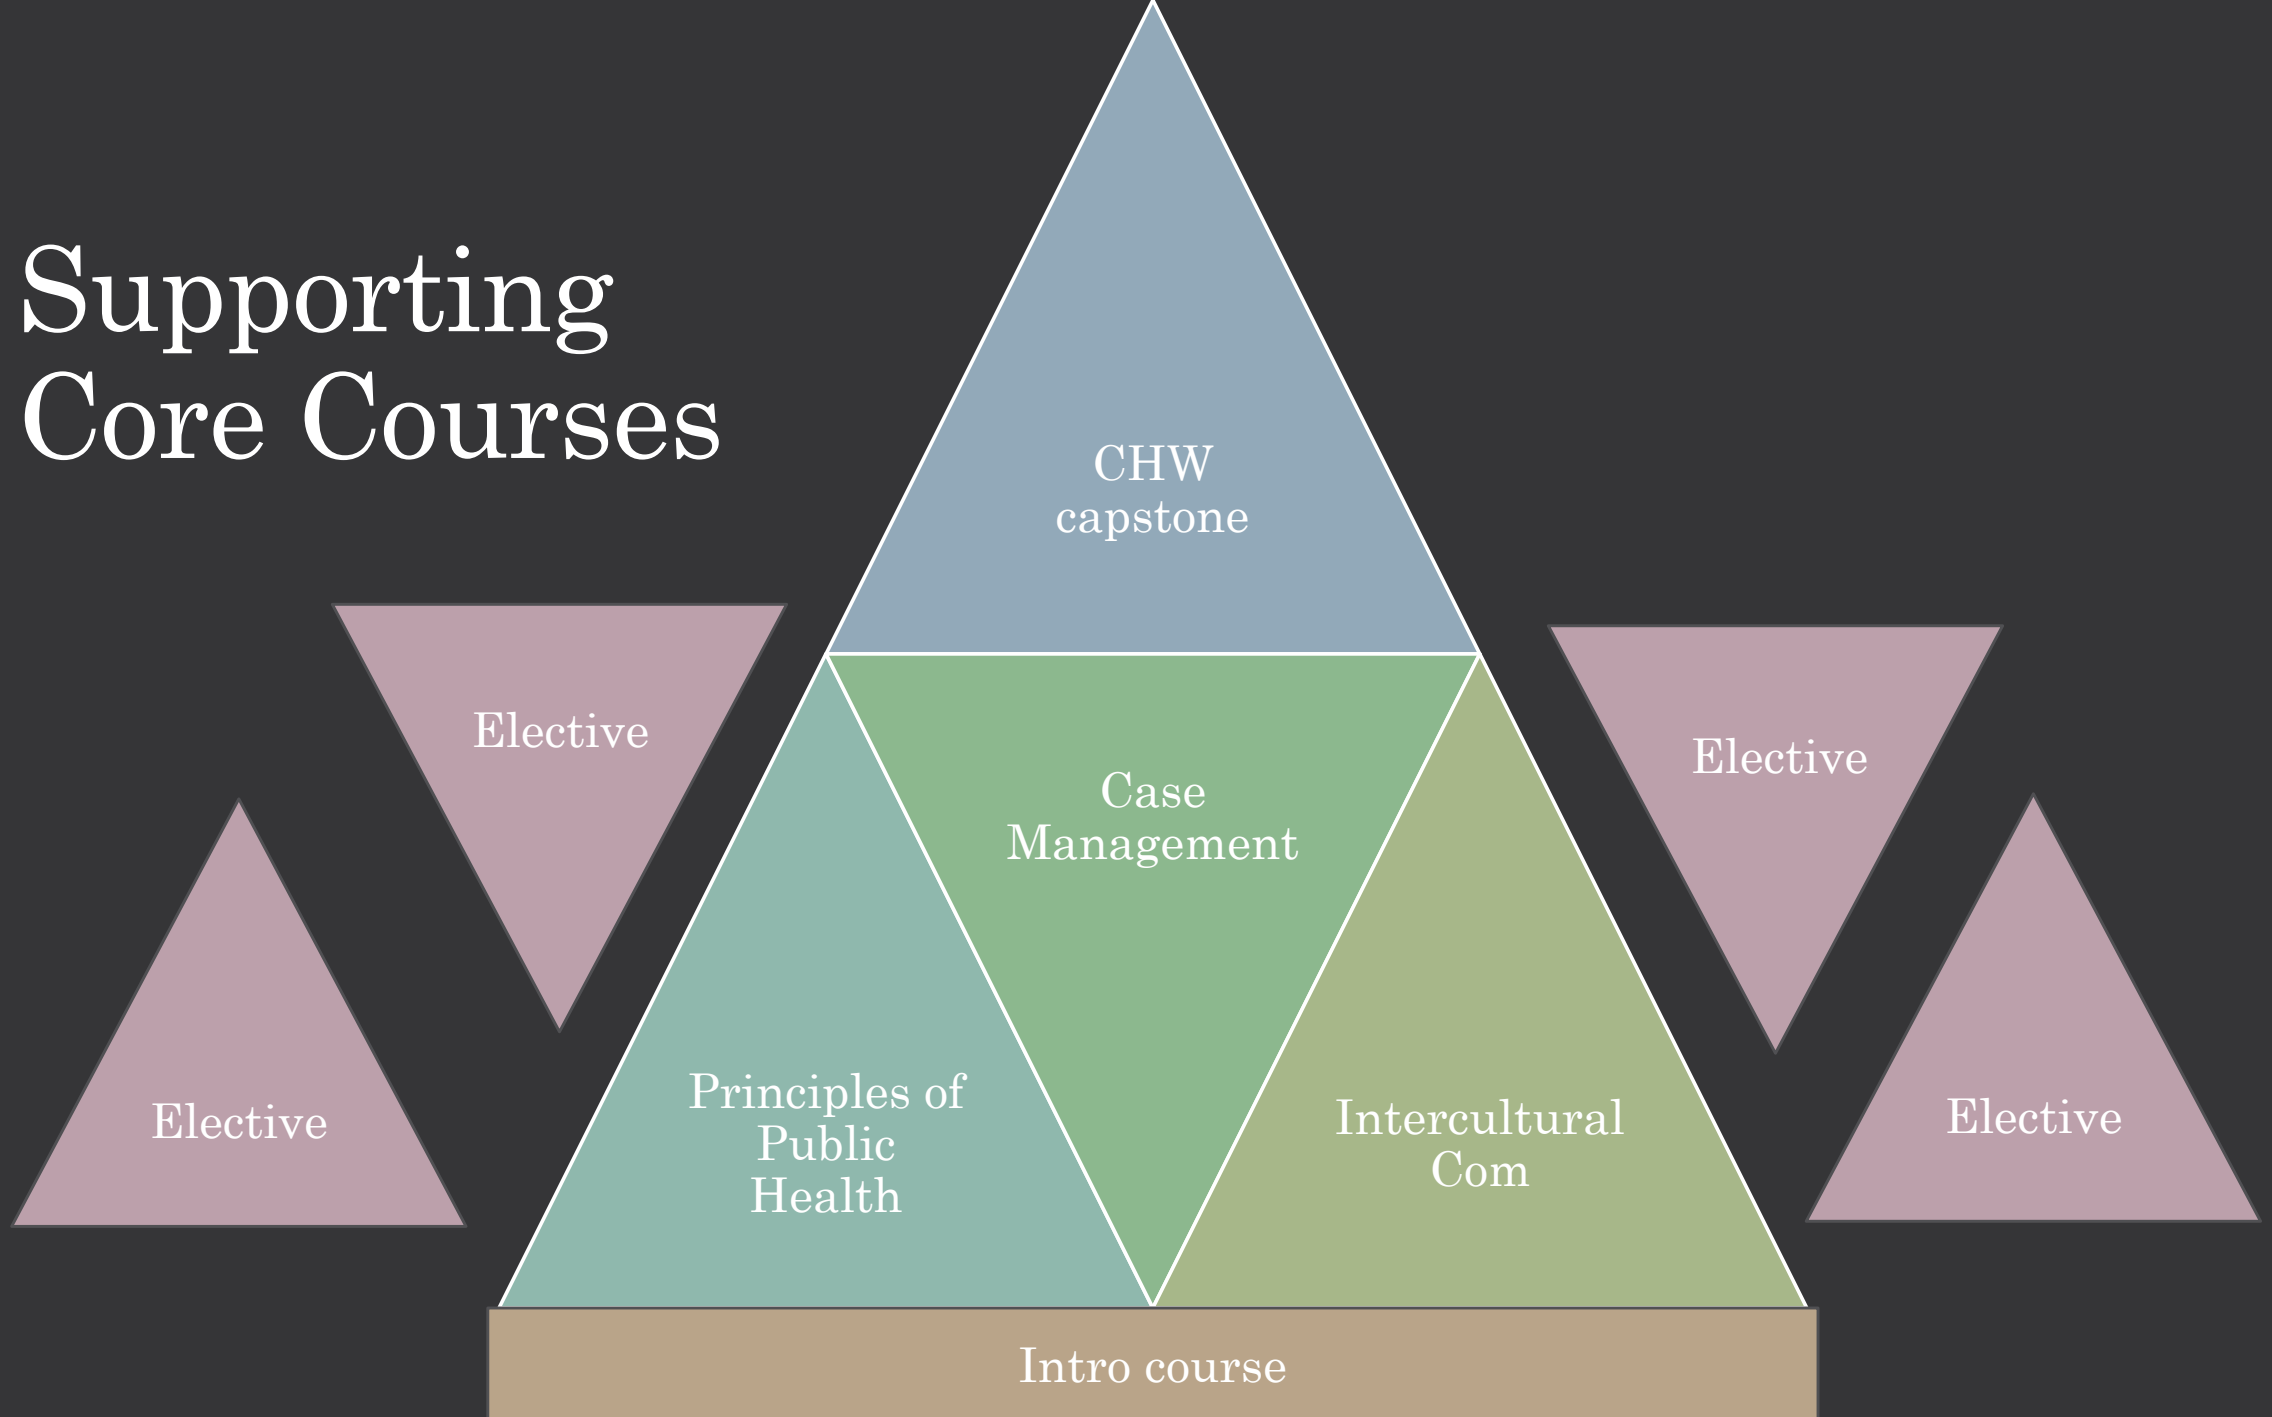 Supporting
Core Courses
CHW
capstone
Elective
Elective
Case
Management
Elective
Elective
Principles of
Public
Health
Intercultural
Com
Intro course